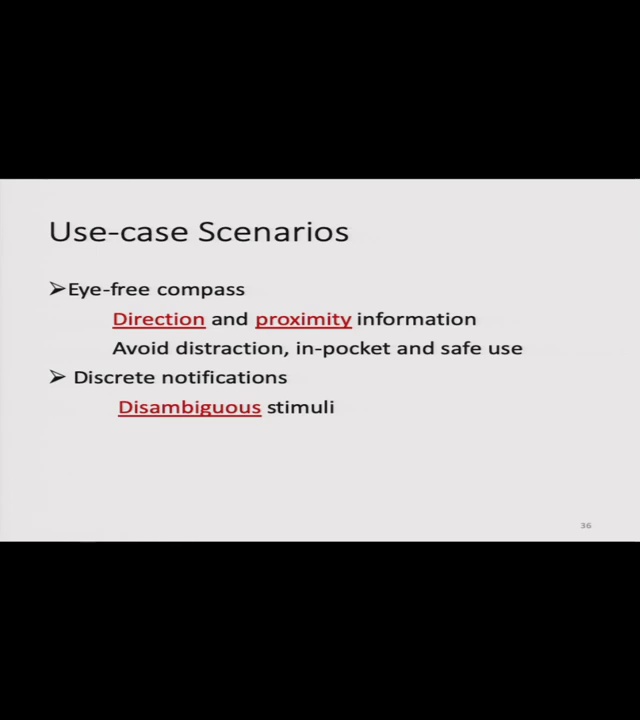 Use-case Scenarios
➢Eye-free compass
Direction and proximity information
Avoid distraction, in-pocket and safe use
➢ Discrete notifications
Disambiguous stimuli
36